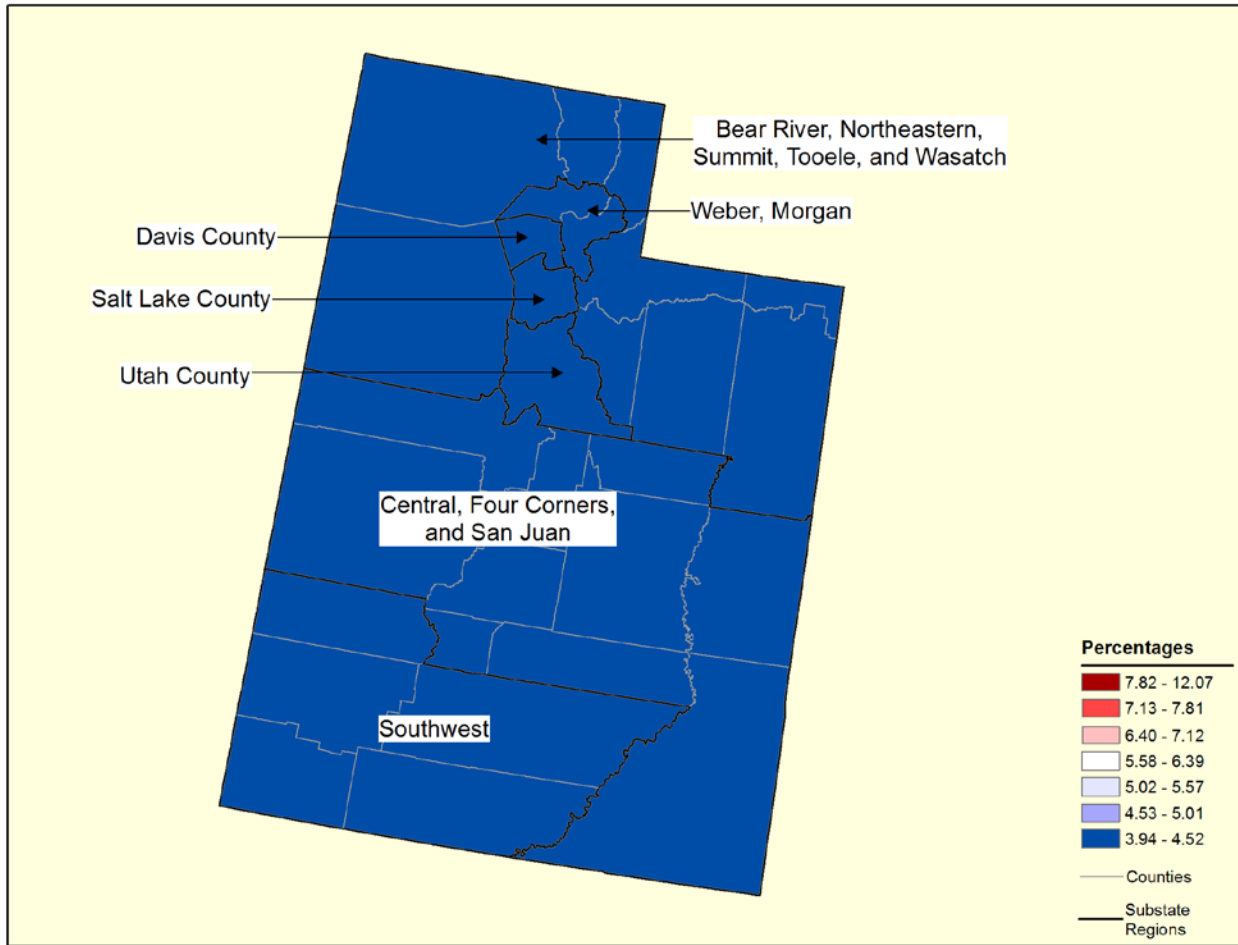 Bear River, Northeastern,
Summit, Tooele, and Wasatch
Weber, Morgan
Davis County
Salt Lake County
Utah County
Central, Four Corners,
and San Juan
Southwest
Percentages
7.82 - 12.07
7.13 - 7.81
6.40 - 7.12
5.58 - 6.39
5.02 - 5.57
4.53 - 5.01
3.94 - 4.52
Counties
Substate
Regions